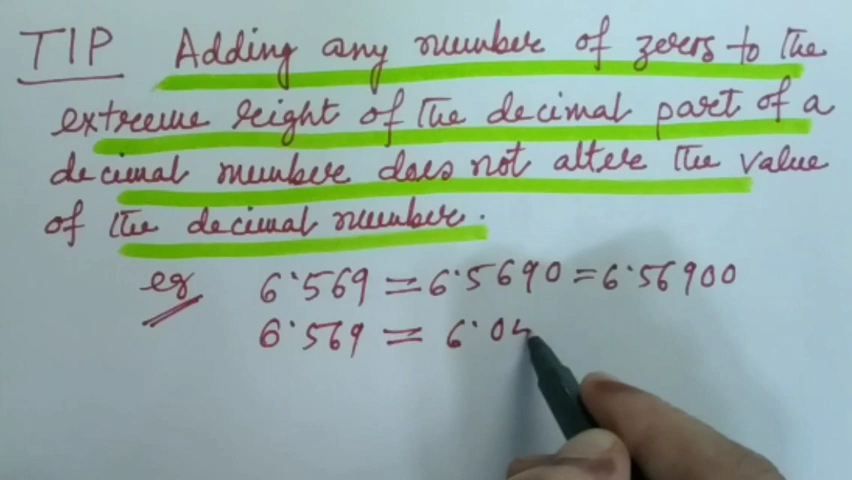 TIP Adding any number of zeros to the
extreme right of the decimal part of a
decimal number does not alter the value
of the decimal number.
eg 6.569 = 6.5690 = 6.56900
6.569 = 6.05